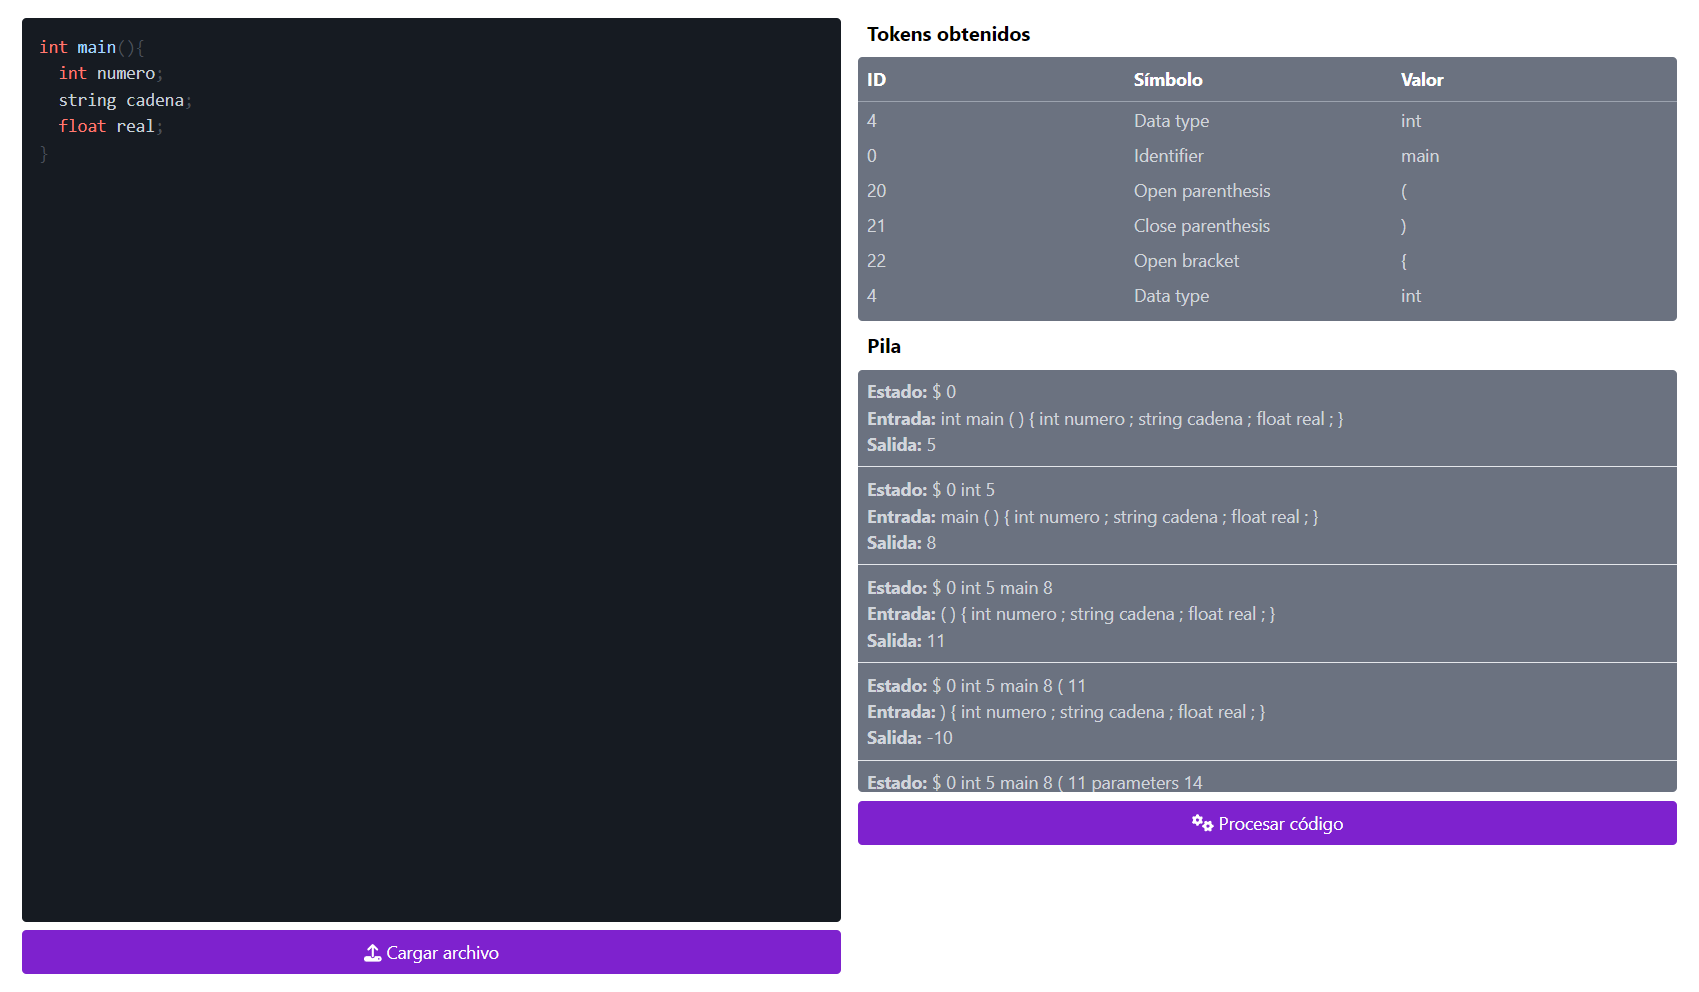 int main(){
  int numero;
  string cadena;
  float real;
}
Cargar archivo
Tokens obtenidos
ID Símbolo Valor
4 Data type int
0 Identifier main
20 Open parenthesis (
21 Close parenthesis )
22 Open bracket {
4 Data type int
Pila
Estado: $ 0
Entrada: int main ( ) { int numero ; string cadena ; float real ; }
Salida: 5
Estado: $ 0 int 5
Entrada: main ( ) { int numero ; string cadena ; float real ; }
Salida: 8
Estado: $ 0 int 5 main 8
Entrada: ( ) { int numero ; string cadena ; float real ; }
Salida: 11
Estado: $ 0 int 5 main 8 ( 11
Entrada: ) { int numero ; string cadena ; float real ; }
Salida: -10
Estado: $ 0 int 5 main 8 ( 11 parameters 14
Procesar código